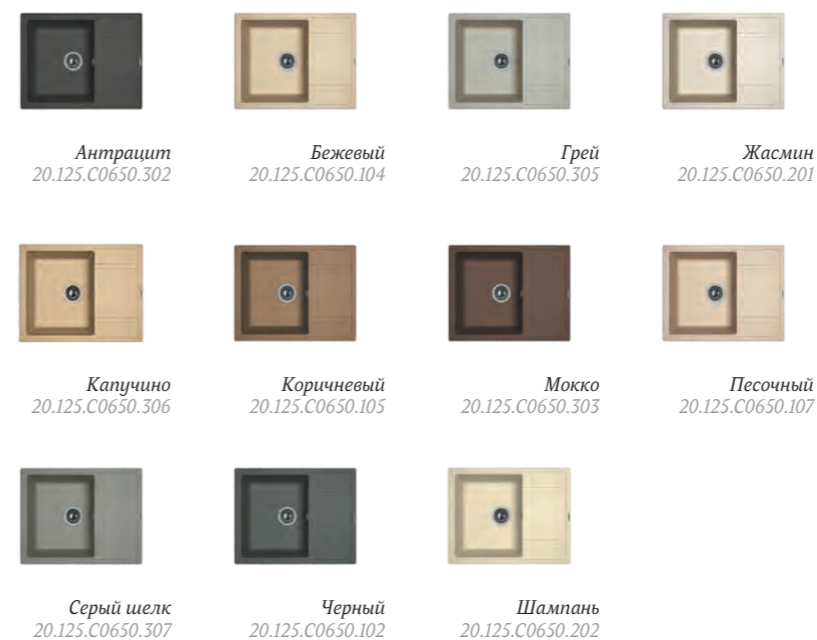 Антрацит
20.125.C0650.302
Бежевый
20.125.C0650.104
Грей
20.125.C0650.305
Жасмин
20.125.C0650.201
Капучино
20.125.C0650.306
Коричневый
20.125.C0650.105
Мокко
20.125.C0650.303
Песочный
20.125.C0650.107
Серый шелк
20.125.C0650.307
Черный
20.125.C0650.102
Шампань
20.125.C0650.202